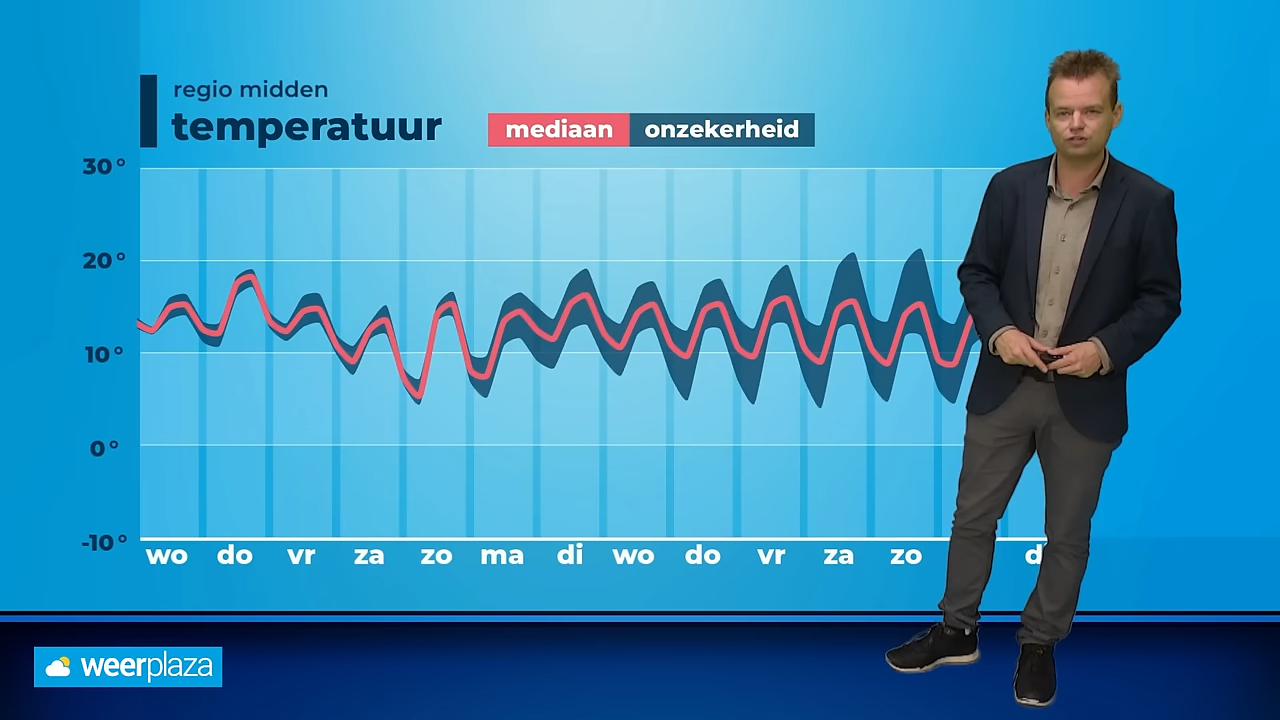 regio midden
temperatuur
mediaan onzekerheid
30°
20°
10°
0°
-10°
wo do vr za zo ma di wo do vr za zo d
weerplaza